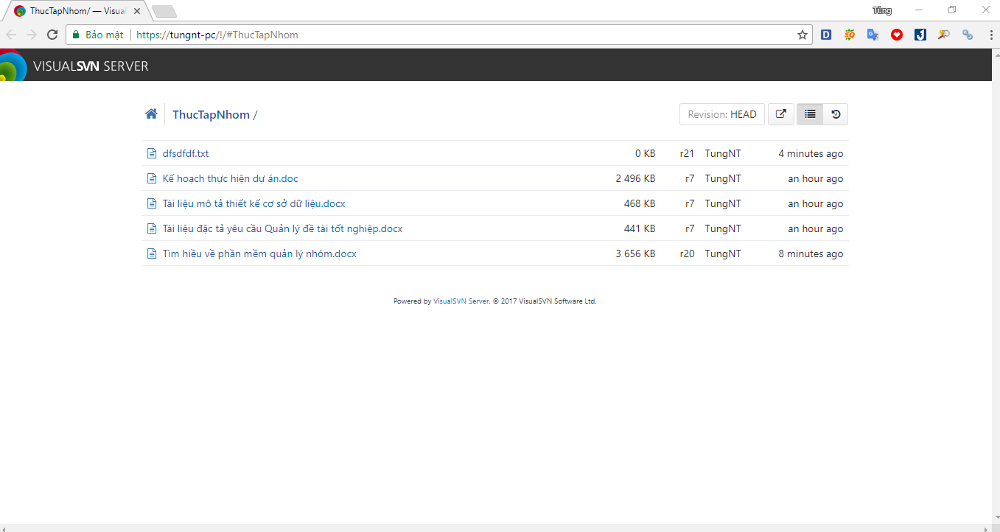 ThucTapNhom/ — Visual
Tùng
Bảo mật https://tungnt-pc/!/#ThucTapNhom
VISUALSVN SERVER
ThucTapNhom / Revision: HEAD
dfsdfdf.txt 0 KB r21 TungNT 4 minutes ago
Kế hoạch thực hiện dự án.doc 2 496 KB r7 TungNT an hour ago
Tài liệu mô tả thiết kế cơ sở dữ liệu.docx 468 KB r7 TungNT an hour ago
Tài liệu đặc tả yêu cầu Quản lý đề tài tốt nghiệp.docx 441 KB r7 TungNT an hour ago
Tìm hiều về phần mềm quản lý nhóm.docx 3 656 KB r20 TungNT 8 minutes ago
Powered by VisualSVN Server. © 2017 VisualSVN Software Ltd.